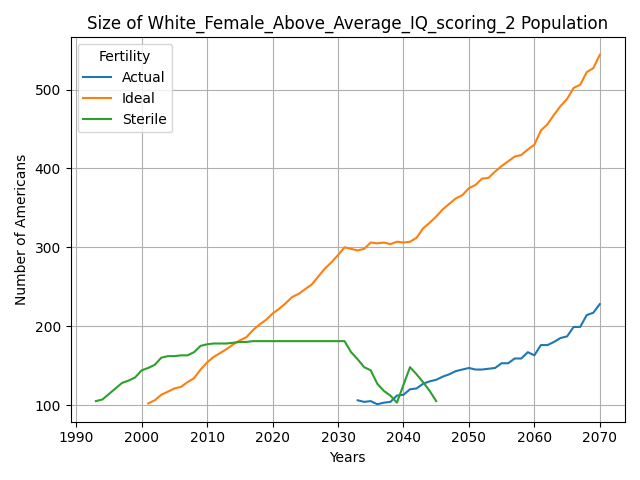 Size of White_Female_Above_Average_IQ_scoring_2 Population
Fertility
Actual
Ideal
Sterile
Number of Americans
500
400
300
200
100
1990 2000 2010 2020 2030 2040 2050 2060 2070
Years